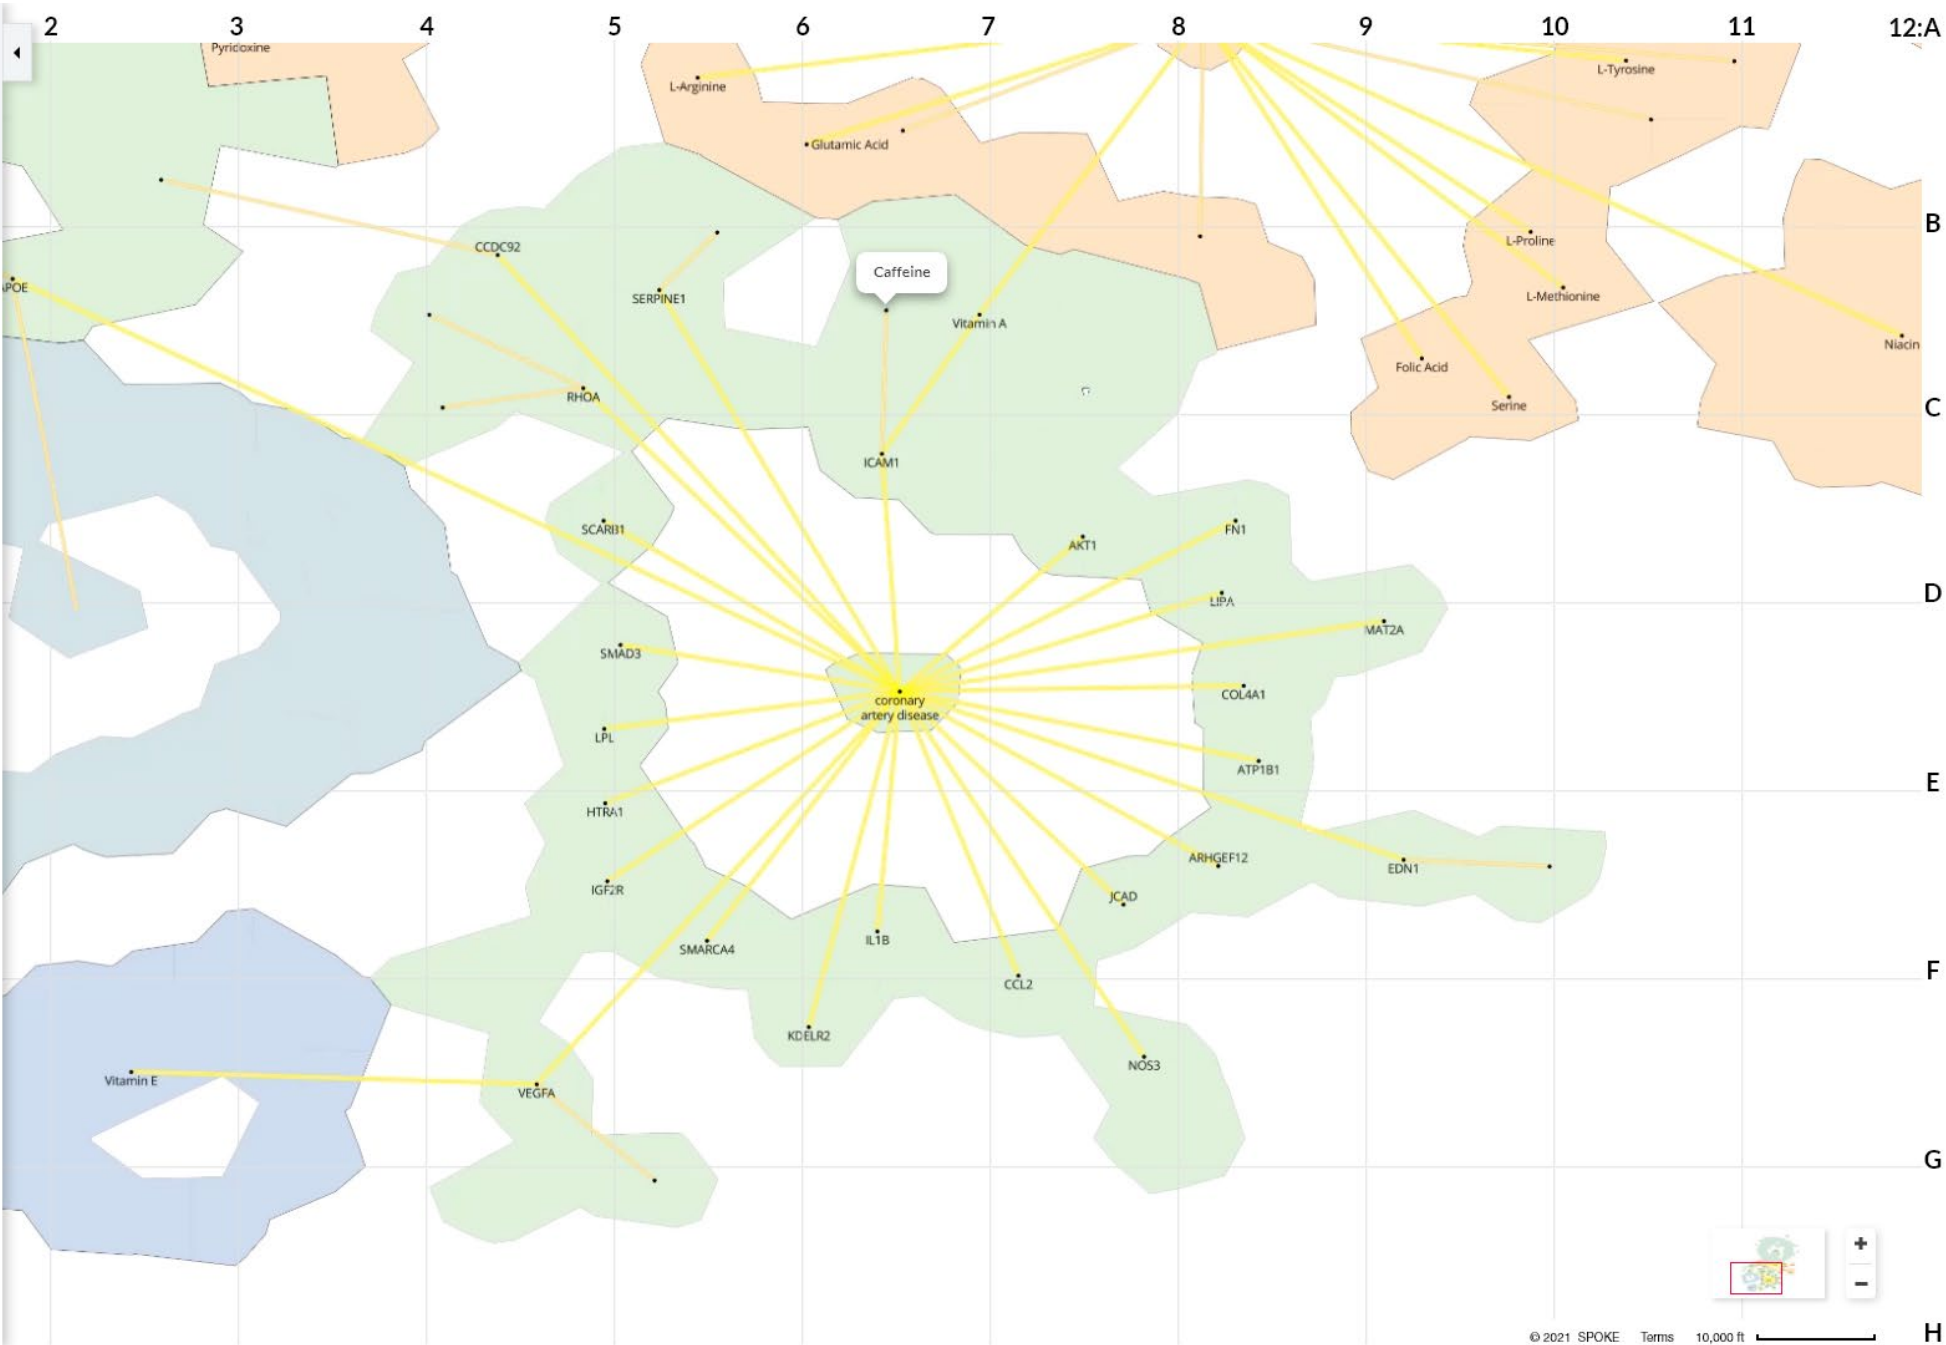 2 3 4 5 6 7 8 9 10 11 12:A
Pyridoxine
L-Tyrosine
L-Arginine
Glutamic Acid
B
L-Proline
CCDC92
Caffeine
APOE
SERPINE1
L-Methionine
Vitamin A
Niacin
Folic Acid
RHOA
Serine
C
ICAM1
SCARB1
FN1
AKT1
D
LIPA
MAT2A
SMAD3
COL4A1
coronary
artery disease
LPL
ATP1B1
E
HTRA1
ARHGEF12
EDN1
IGF2R
JCAD
IL1B
SMARCA4
F
CCL2
KDELR2
NOS3
Vitamin E
VEGFA
G
+
−
© 2021 SPOKE Terms 10,000 ft
H